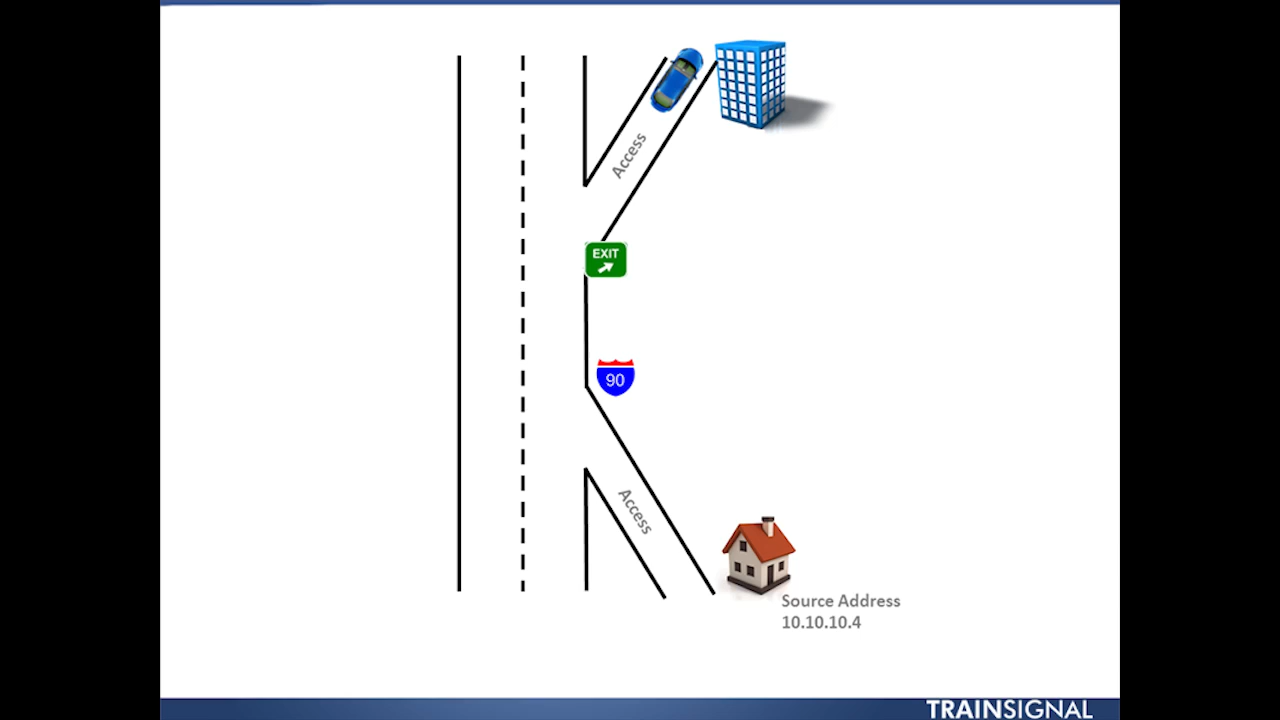 Access
EXIT
90
Access
Source Address
10.10.10.4
TRAINSIGNAL